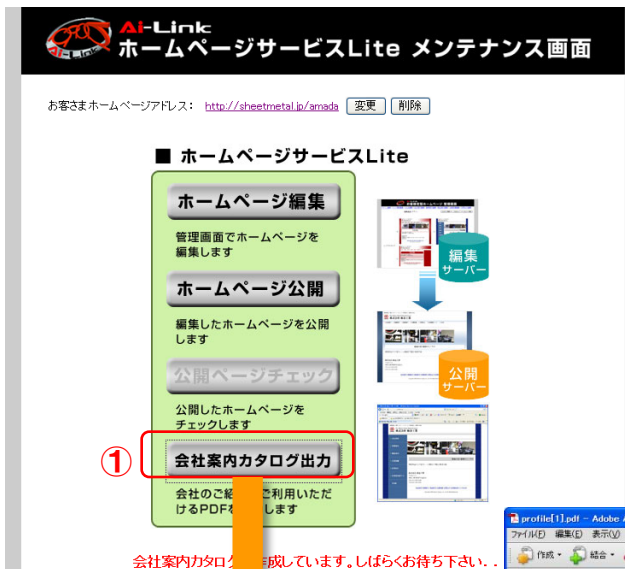 Ai-Link
ホームページサービスLite メンテナンス画面
お客さまホームページアドレス： http://sheetmetal.jp/amada 変更 削除
■ ホームページサービスLite
ホームページ編集
管理画面でホームページを
編集します
編集
サーバー
ホームページ公開
編集したホームページを公開
します
公開ページチェック
公開
サーバー
公開したホームページを
チェックします
①
会社案内カタログ出力
会社のご紹 ご利用いただ
けるPDFを します
profile[1].pdf - Adobe A
ファイル(F) 編集(E) 表示(V)
作成 結合
会社案内カタログ 作成しています。しばらくお待ち下さい．．